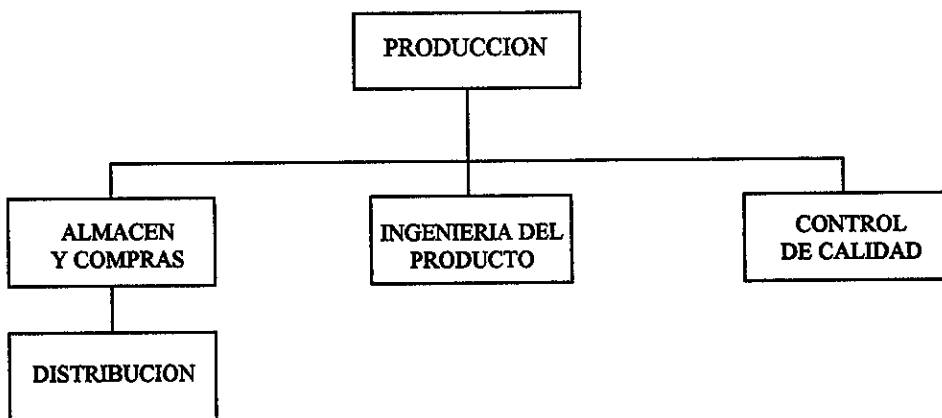 PRODUCCION
ALMACEN
Y COMPRAS
INGENIERIA DEL
PRODUCTO
CONTROL
DE CALIDAD
DISTRIBUCION